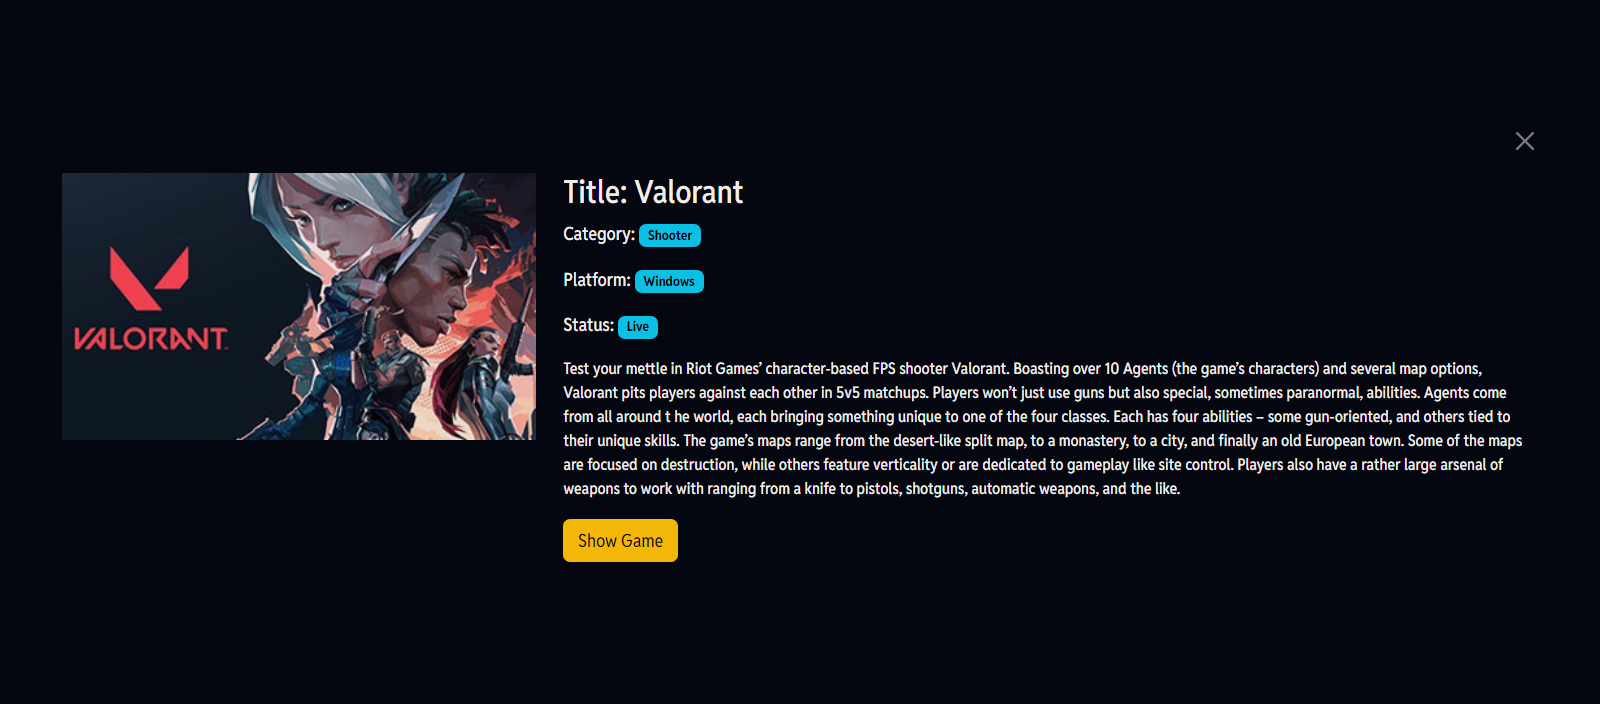 VALORANT
Title: Valorant
Category: Shooter
Platform: Windows
Status: Live
Test your mettle in Riot Games’ character-based FPS shooter Valorant. Boasting over 10 Agents (the game’s characters) and several map options,
Valorant pits players against each other in 5v5 matchups. Players won’t just use guns but also special, sometimes paranormal, abilities. Agents come
from all around t he world, each bringing something unique to one of the four classes. Each has four abilities – some gun-oriented, and others tied to
their unique skills. The game’s maps range from the desert-like split map, to a monastery, to a city, and finally an old European town. Some of the maps
are focused on destruction, while others feature verticality or are dedicated to gameplay like site control. Players also have a rather large arsenal of
weapons to work with ranging from a knife to pistols, shotguns, automatic weapons, and the like.
Show Game